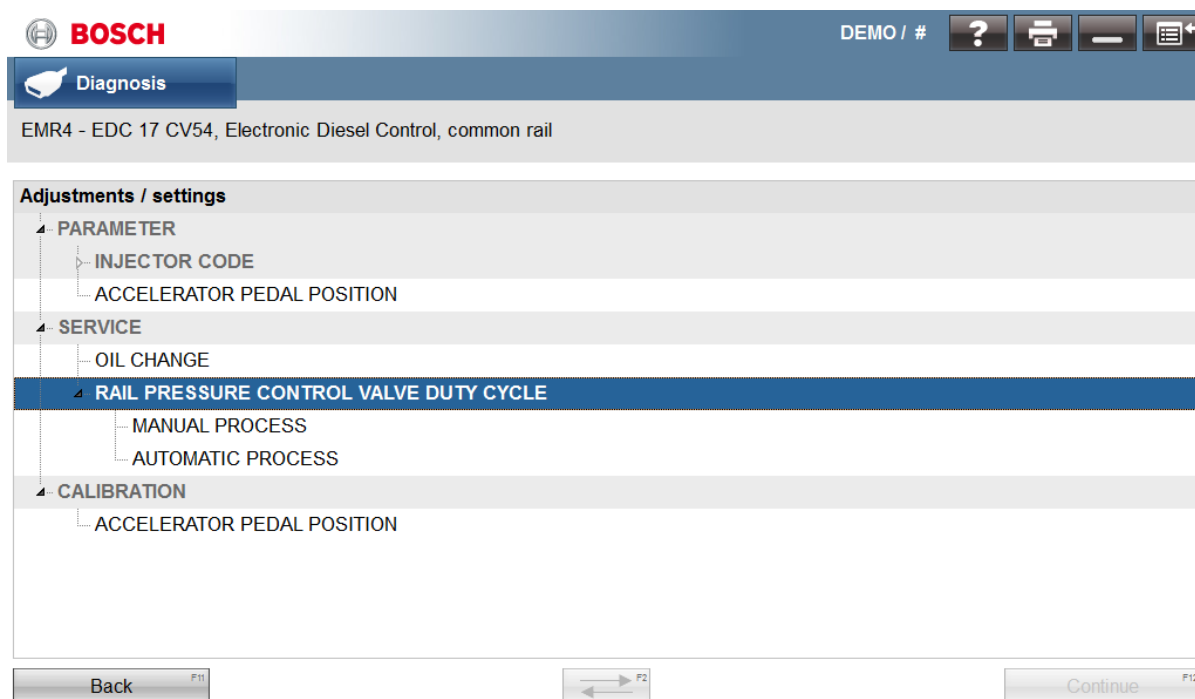 BOSCH
DEMO / #
?
Diagnosis
EMR4 - EDC 17 CV54, Electronic Diesel Control, common rail
Adjustments / settings
PARAMETER
INJECTOR CODE
ACCELERATOR PEDAL POSITION
SERVICE
OIL CHANGE
RAIL PRESSURE CONTROL VALVE DUTY CYCLE
MANUAL PROCESS
AUTOMATIC PROCESS
CALIBRATION
ACCELERATOR PEDAL POSITION
Back F11
F2
Continue F12